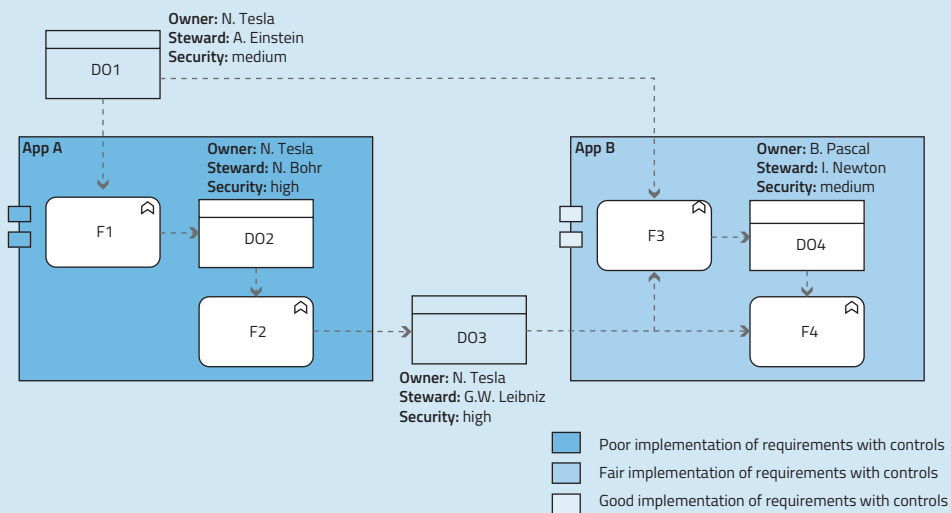 Owner: N. Tesla
Steward: A. Einstein
Security: medium
DO1
App A
Owner: N. Tesla
Steward: N. Bohr
Security: high
F1
DO2
F2
DO3
Owner: N. Tesla
Steward: G.W. Leibniz
Security: high
App B
Owner: B. Pascal
Steward: I. Newton
Security: medium
F3
DO4
F4
Poor implementation of requirements with controls
Fair implementation of requirements with controls
Good implementation of requirements with controls